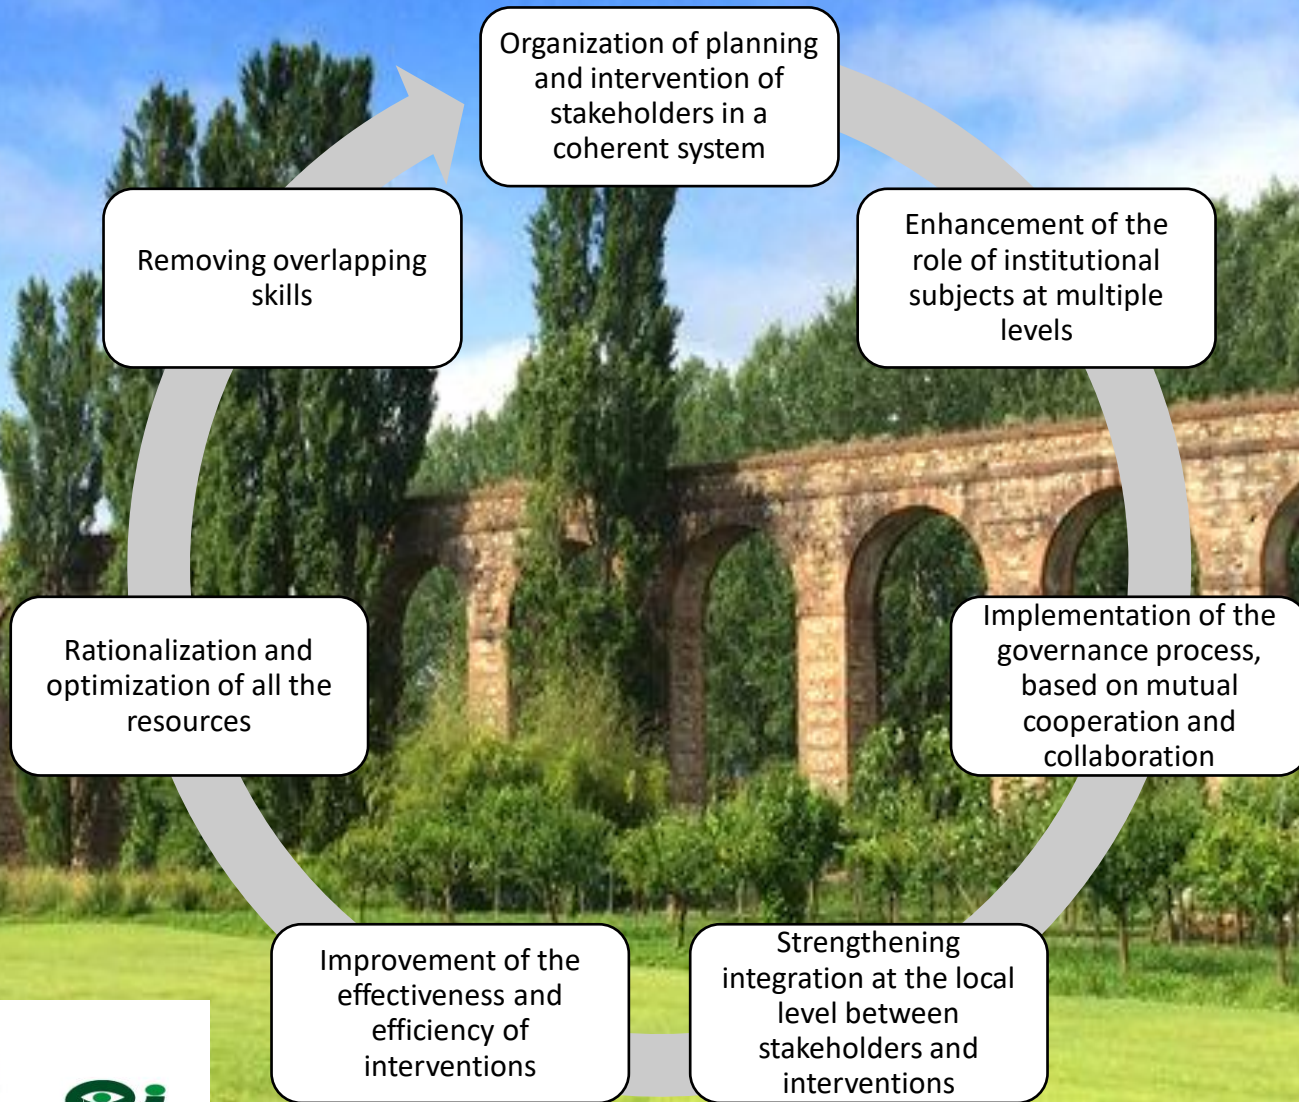 Organization of planning
and intervention of
stakeholders in a
coherent system
Enhancement of the
role of institutional
subjects at multiple
levels
Implementation of the
governance process,
based on mutual
cooperation and
collaboration
Strengthening
integration at the local
level between
stakeholders and
interventions
Improvement of the
effectiveness and
efficiency of
interventions
Rationalization and
optimization of all the
resources
Removing overlapping
skills